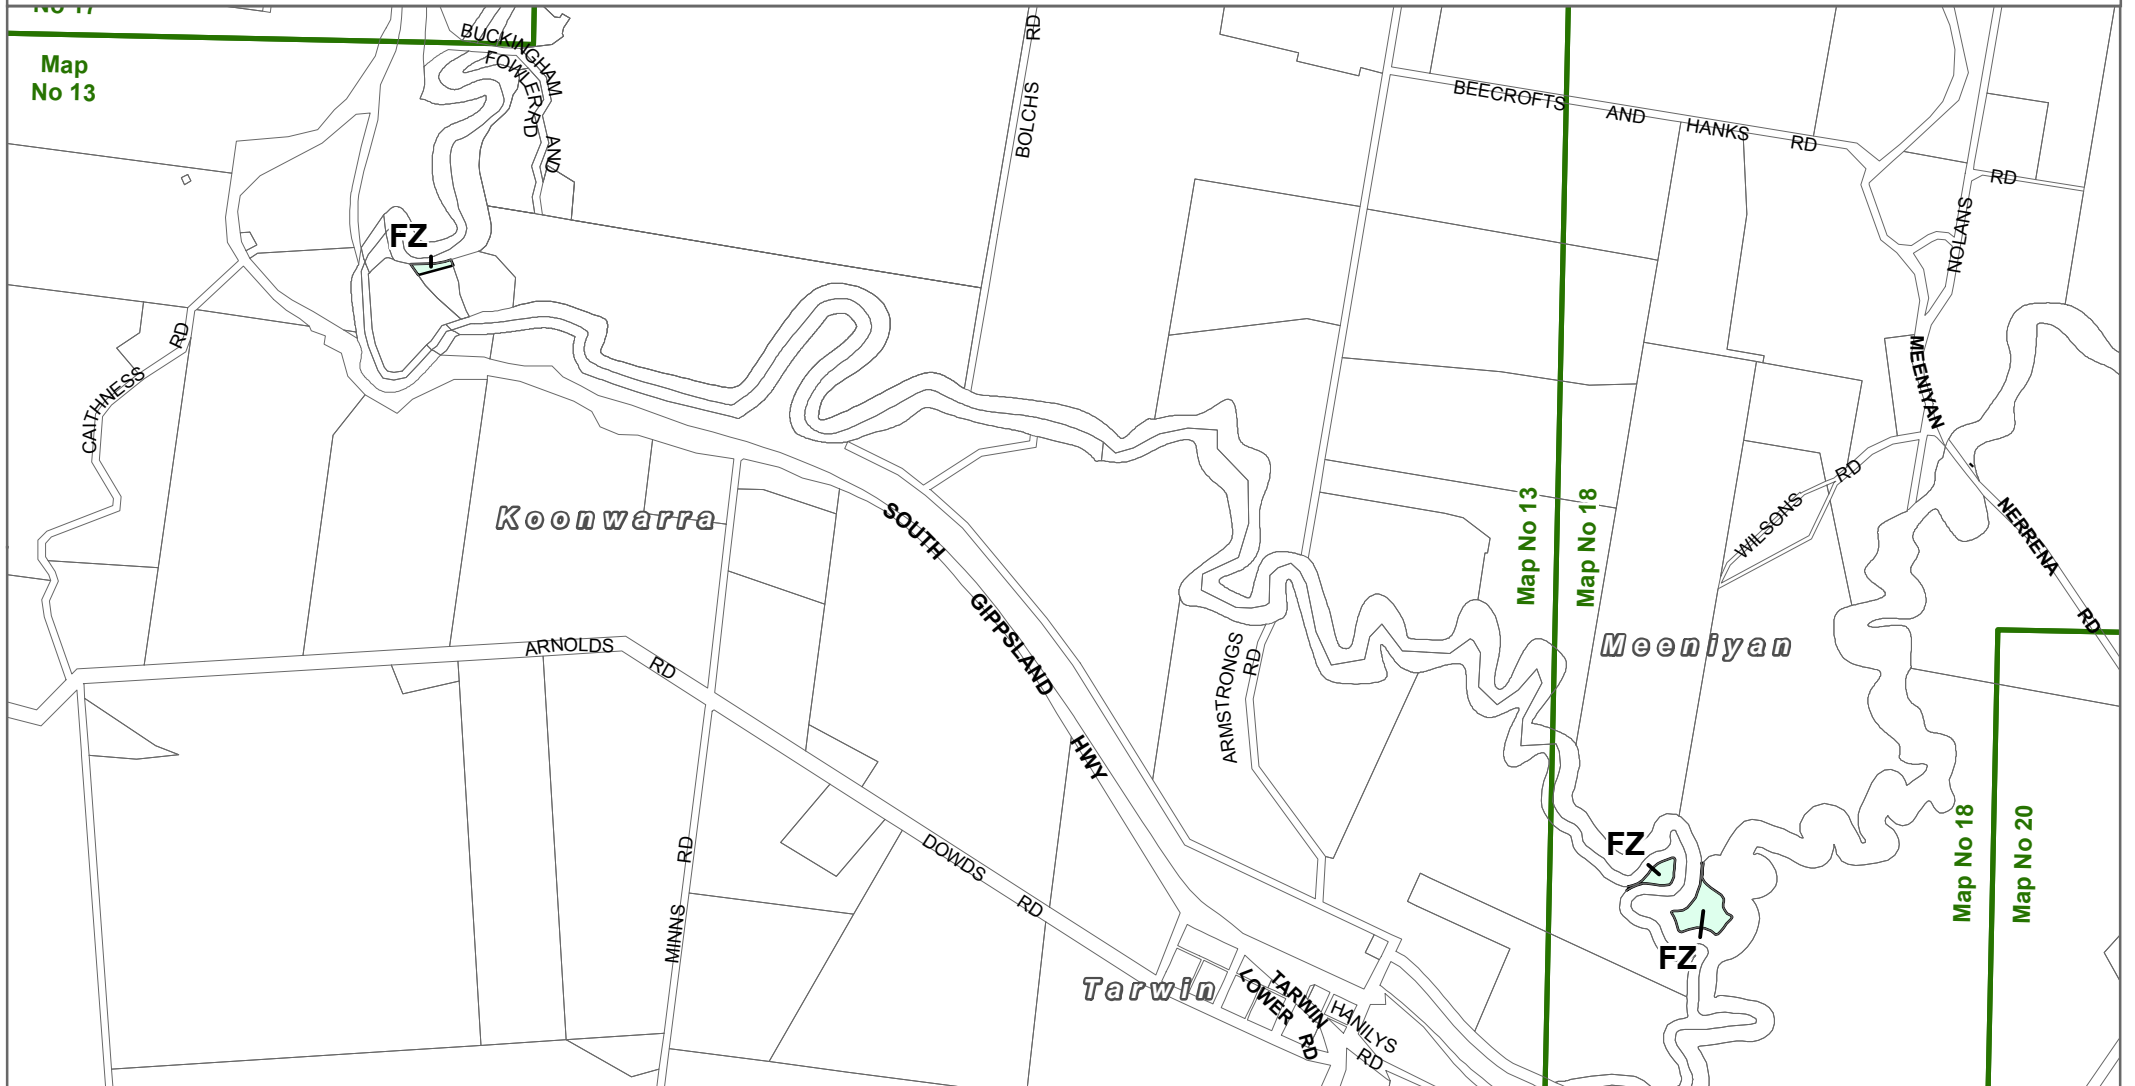 No 17
Map
No 13
BUCKINGHAM
AND
FOWLER RD
BOLCHS
RD
BEECROFTS AND HANKS RD
RD
NOLANS
FZ
CAITHNESS
RD
MEENIYAN
NERRENA
RD
WILSONS
RD
Koonwarra
SOUTH
GIPPSLAND
HWY
Map No 13
Map No 18
Meeniyan
ARNOLDS
RD
ARMSTRONGS
RD
MINNS
RD
DOWDS
RD
FZ
FZ
Map No 18
Map No 20
Tarwin
TARWIN
LOWER
RD
HANILYS
RD